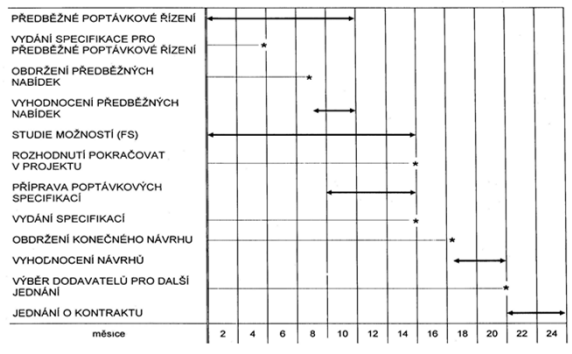 PŘEDBĚŽNÉ POPTÁVKOVÉ ŘÍZENÍ
VYDÁNÍ SPECIFIKACE PRO
PŘEDBĚŽNÉ POPTÁVKOVÉ ŘÍZENÍ
OBDRŽENÍ PŘEDBĚŽNÝCH
NABÍDEK
VYHODNOCENÍ PŘEDBĚŽNÝCH
NABÍDEK
STUDIE MOŽNOSTÍ (FS)
ROZHODNUTÍ POKRAČOVAT
V PROJEKTU
PŘÍPRAVA POPTÁVKOVÝCH
SPECIFIKACÍ
VYDÁNÍ SPECIFIKACÍ
OBDRŽENÍ KONEČNÉHO NÁVRHU
VYHODNOCENÍ NÁVRHŮ
VÝBĚR DODAVATELŮ PRO DALŠÍ
JEDNÁNÍ
JEDNÁNÍ O KONTRAKTU
měsíce 2 4 6 8 10 12 14 16 18 20 22 24